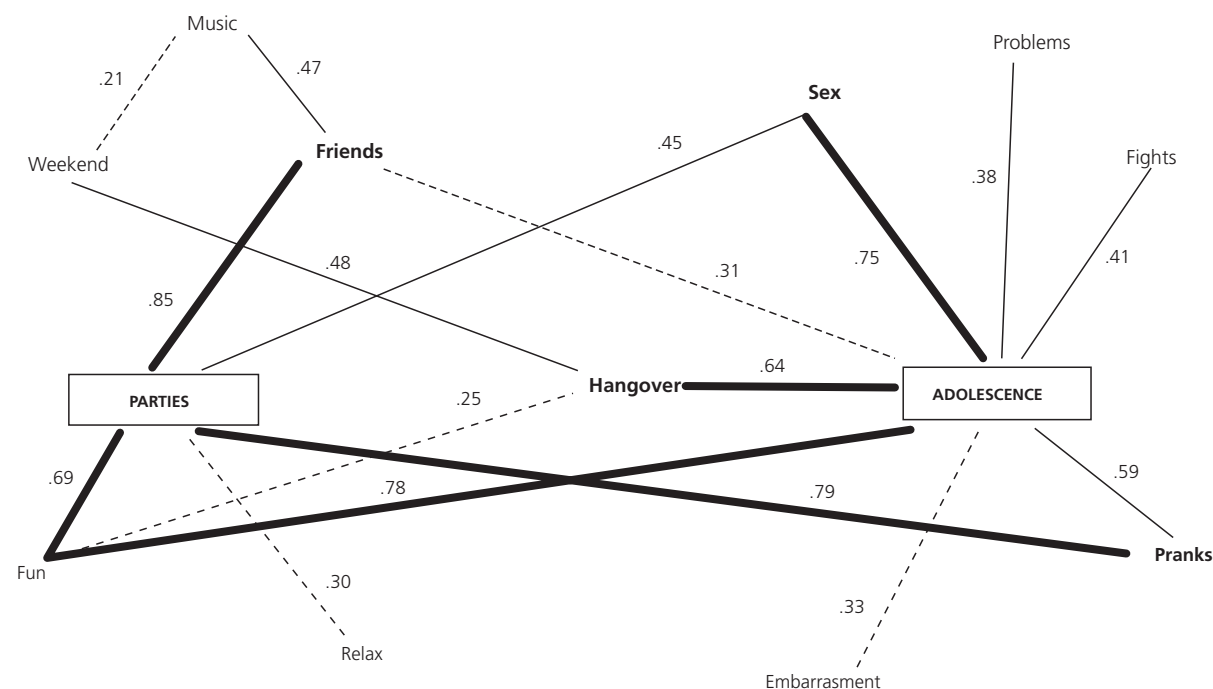 Music
Problems
.21
.47
Sex
Weekend
Friends
.45
Fights
.38
.48
.31
.75
.41
.85
.64
Hangover
PARTIES
.25
ADOLESCENCE
.69
.78
.79
.59
Fun
.30
Pranks
.33
Relax
Embarrasment